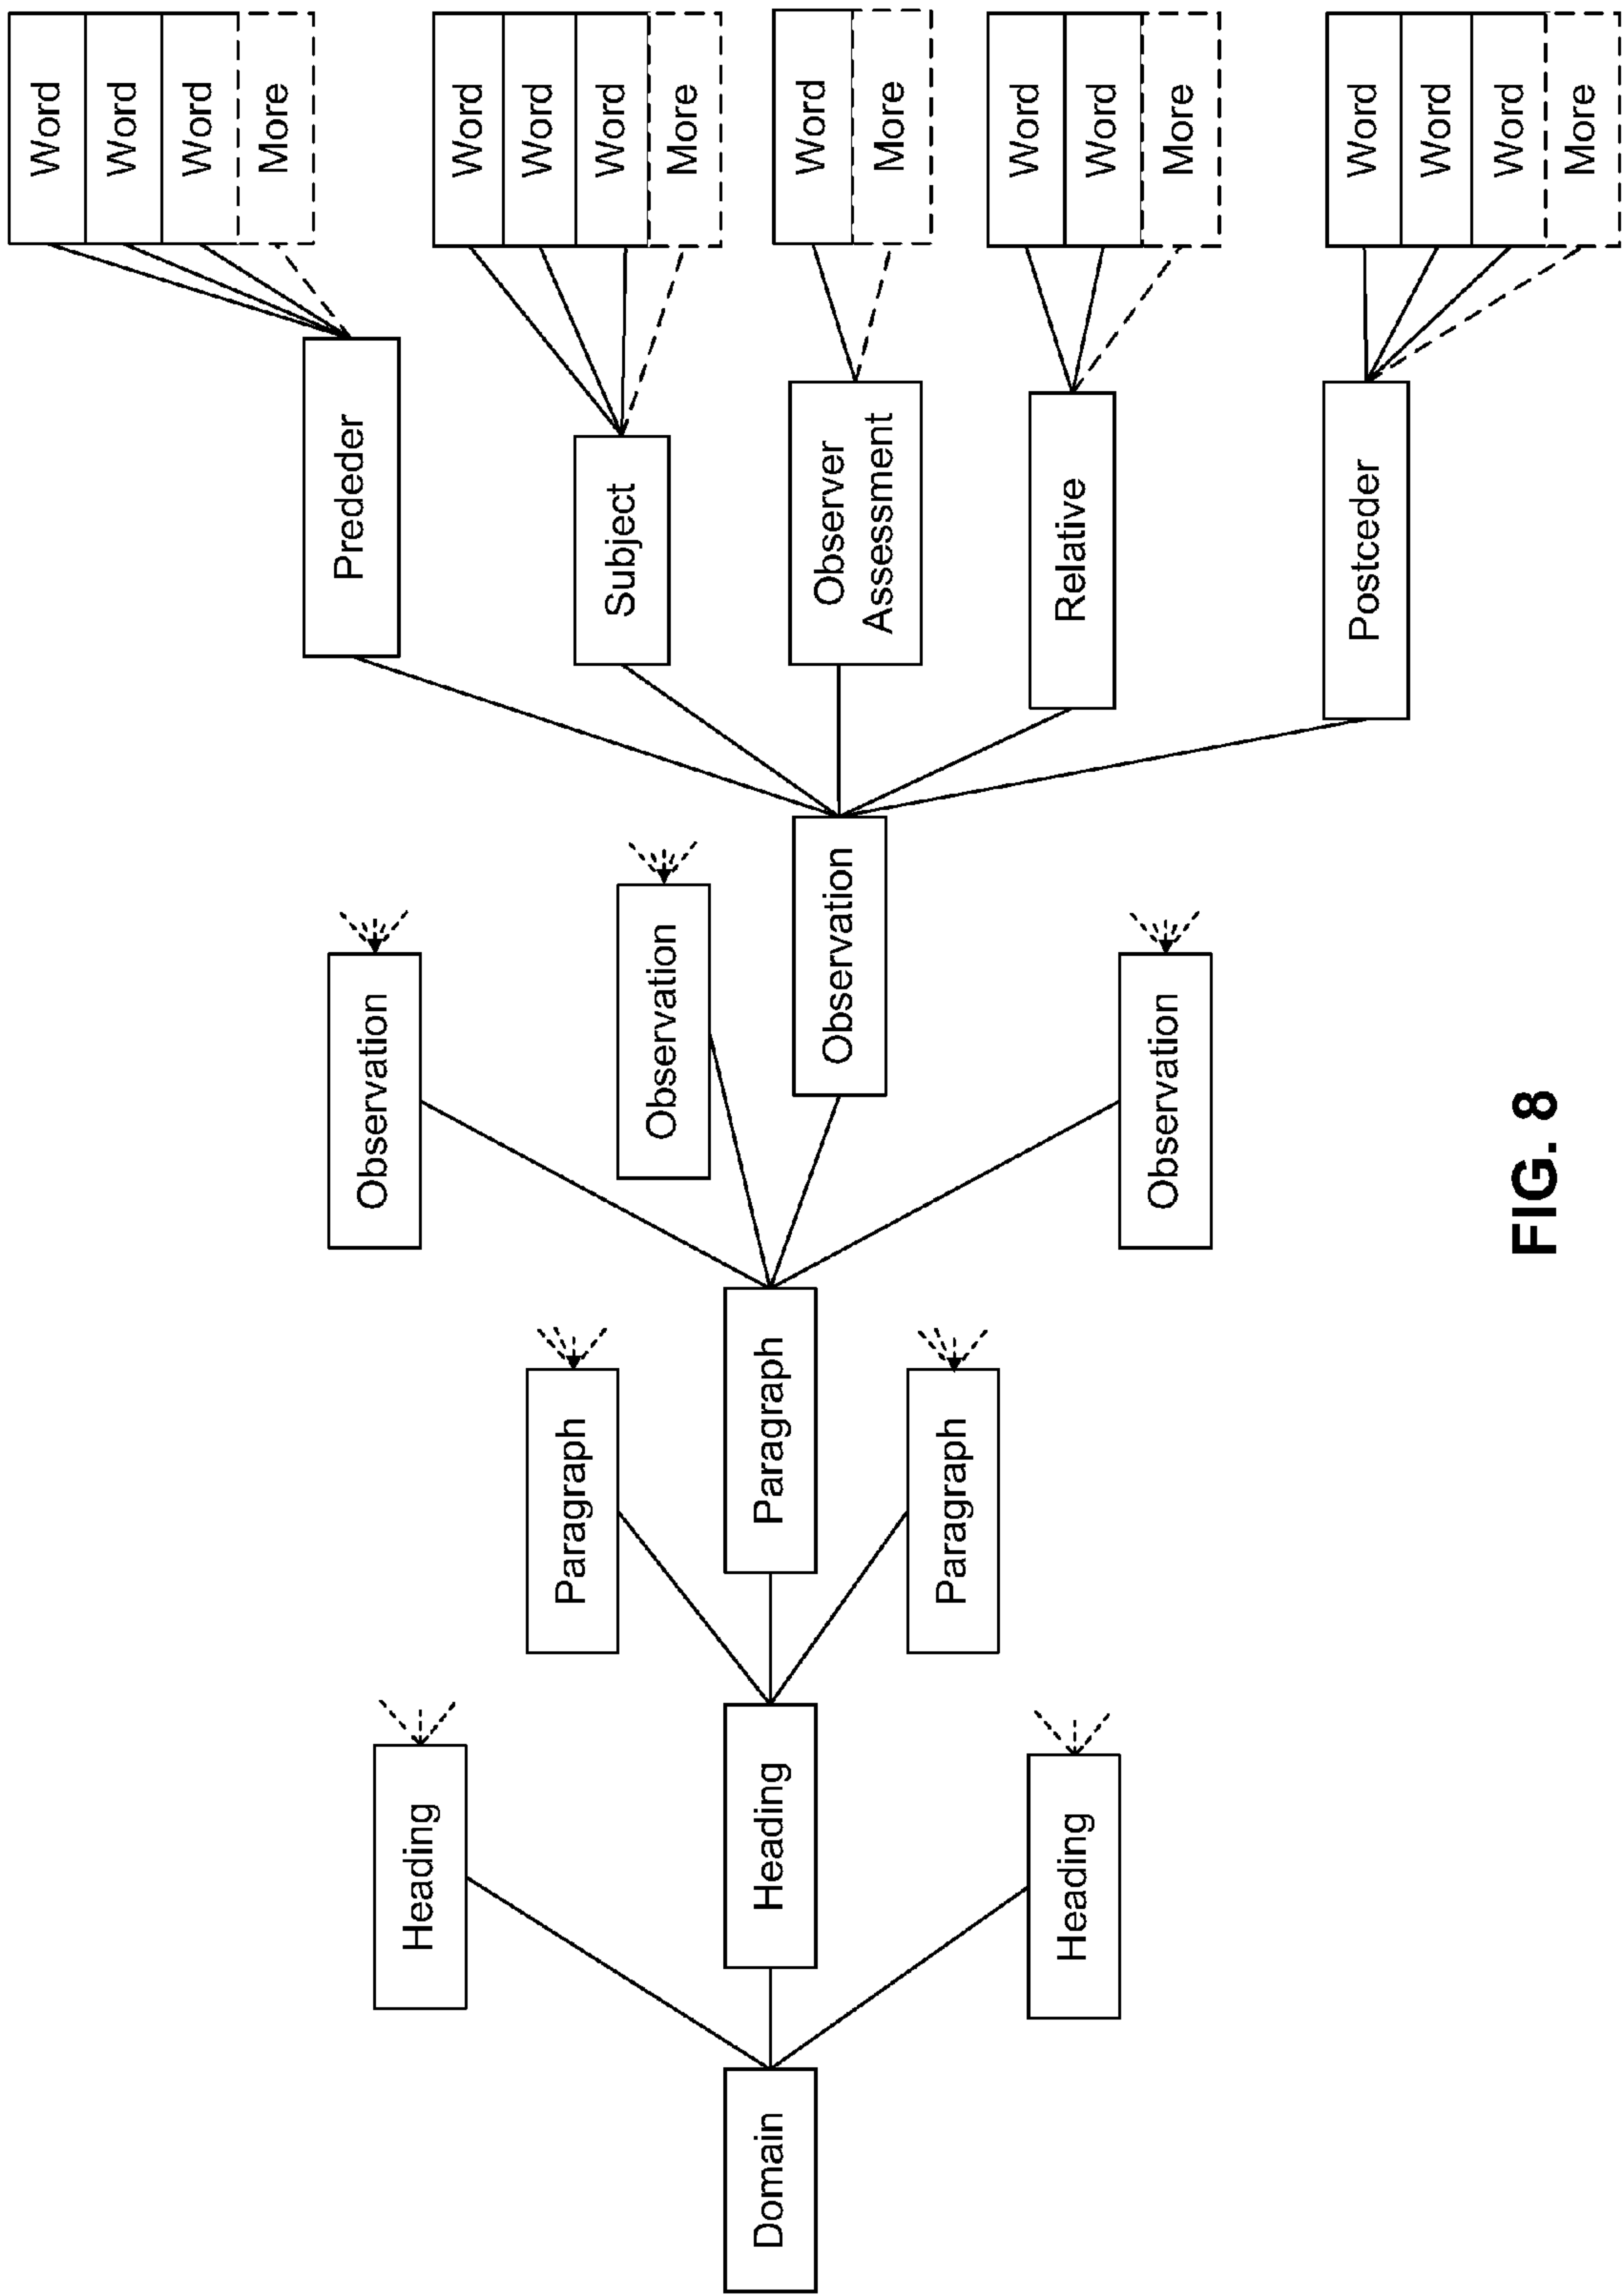 Domain
Heading
Heading
Heading
Paragraph
Paragraph
Paragraph
Observation
Observation
Observation
Observation
Prededer
Subject
Observer
Assessment
Relative
Postceder
Word
Word
Word
More
Word
Word
Word
More
Word
More
Word
Word
More
Word
Word
Word
More
FIG. 8